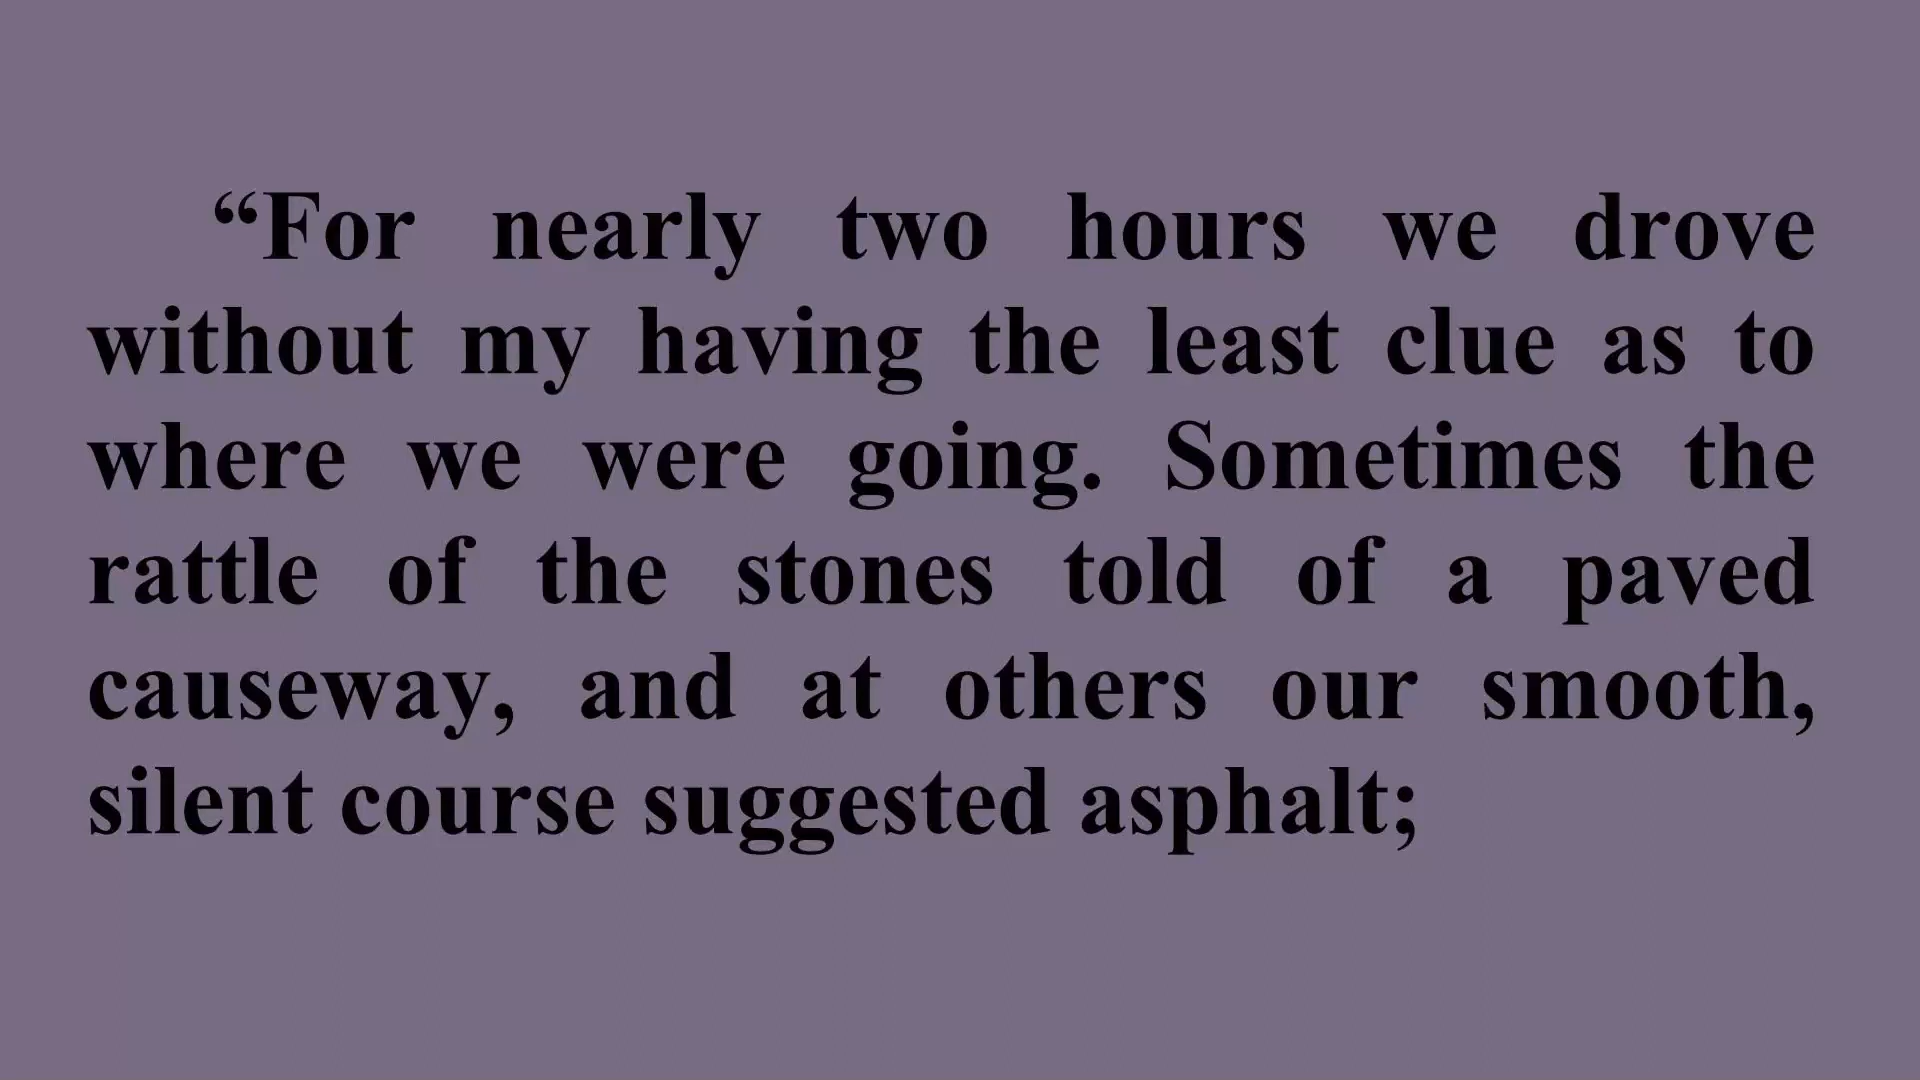 “For nearly two hours we drove
without my having the least clue as to
where we were going. Sometimes the
rattle of the stones told of a paved
causeway, and at others our smooth,
silent course suggested asphalt;